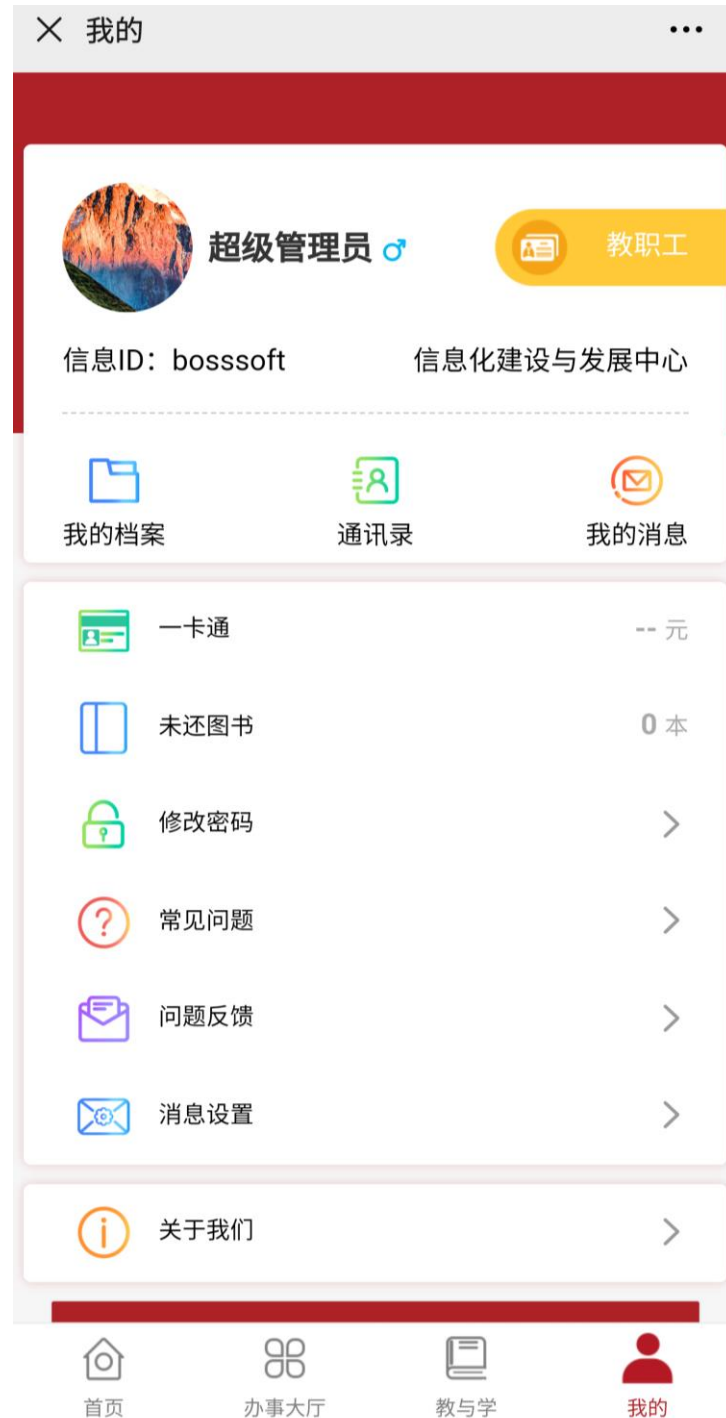 我的
超级管理员
教职工
信息ID：bosssoft
信息化建设与发展中心
我的档案
通讯录
我的消息
一卡通
-- 元
未还图书
0 本
修改密码
常见问题
问题反馈
消息设置
关于我们
首页
办事大厅
教与学
我的